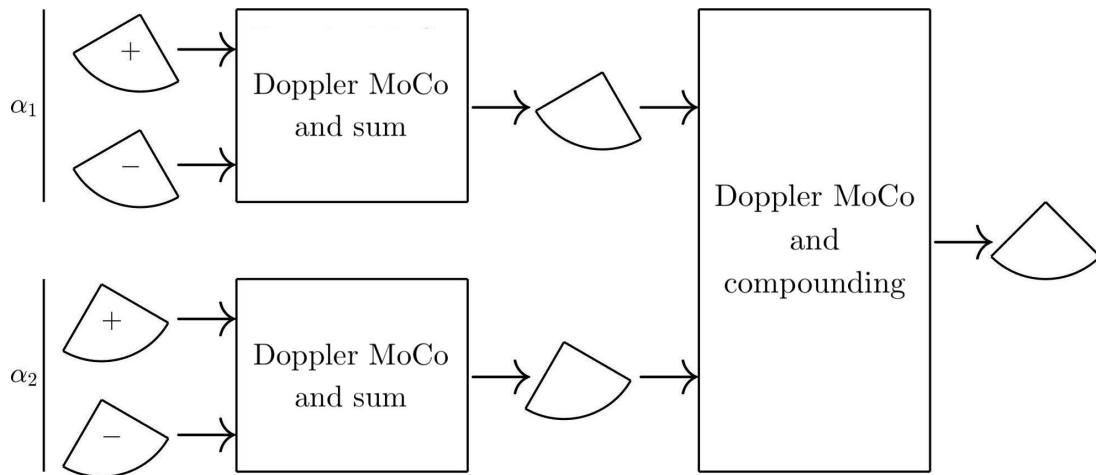 +
α₁
Doppler MoCo
and sum
−
Doppler MoCo
and
compounding
+
α₂
Doppler MoCo
and sum
−